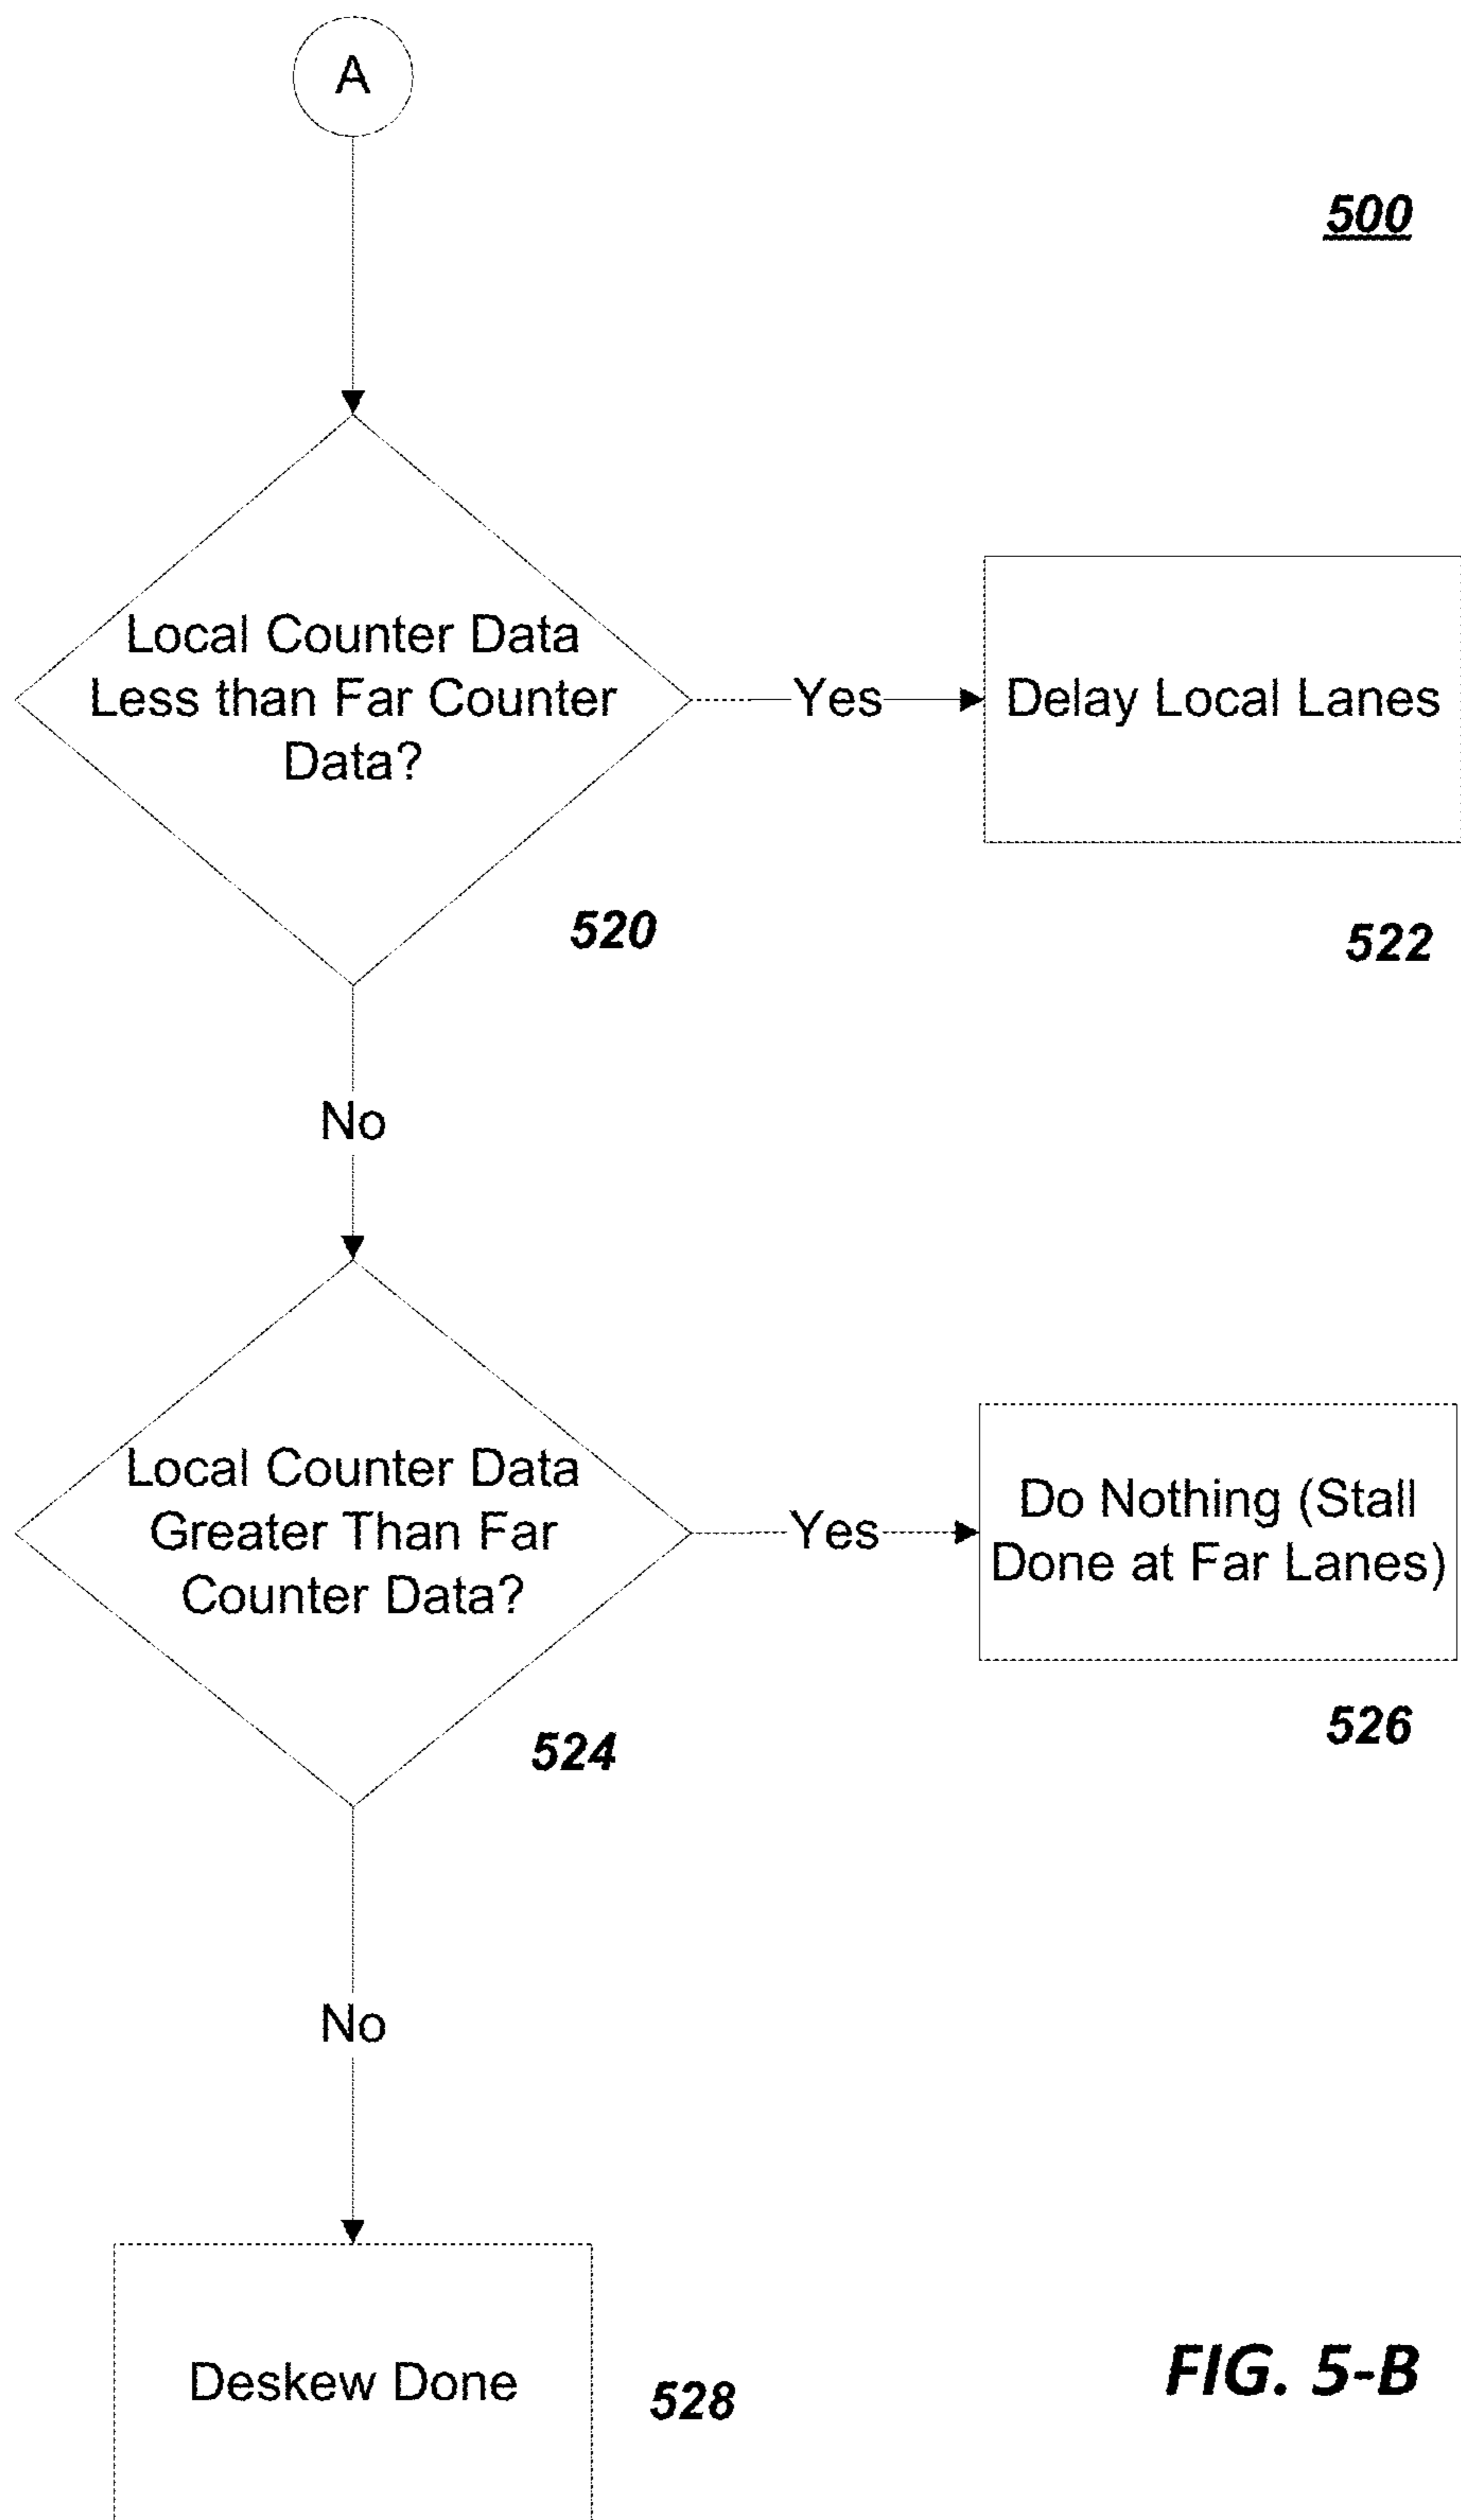 A
500
Local Counter Data
Less than Far Counter
Data?
Yes
Delay Local Lanes
520
522
No
Local Counter Data
Greater Than Far
Counter Data?
Yes
Do Nothing (Stall
Done at Far Lanes)
524
526
No
Deskew Done
528
FIG. 5-B